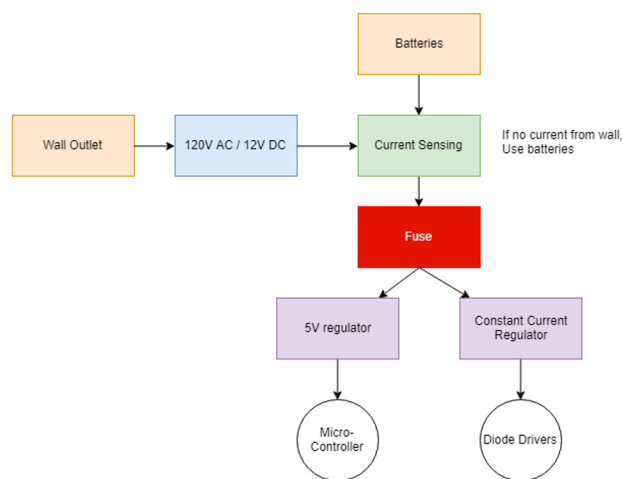 Batteries
Wall Outlet
120V AC / 12V DC
Current Sensing
If no current from wall,
Use batteries
Fuse
5V regulator
Constant Current
Regulator
Micro-
Controller
Diode Drivers